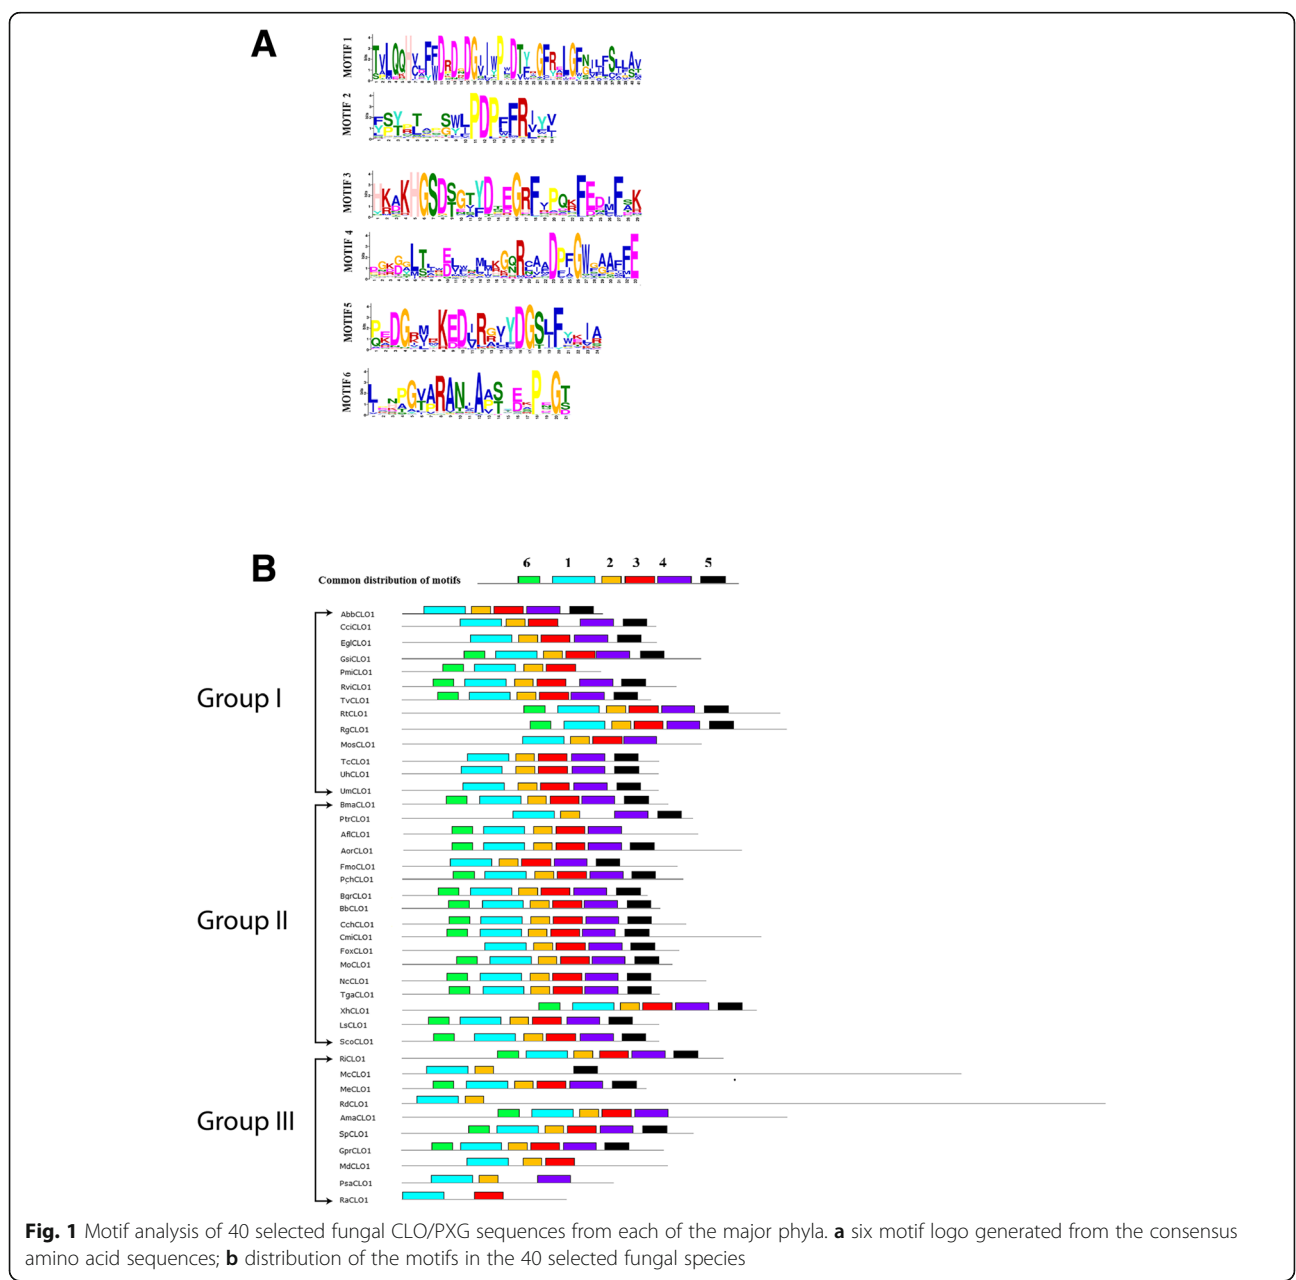 A
MOTIF 1
MOTIF 2
MOTIF 3
MOTIF 4
MOTIF5
MOTIF 6
B
6 1 2 3 4 5
Common distribution of motifs
Group I
AbbCLO1
CciCLO1
EglCLO1
GsiCLO1
PmiCLO1
RviCLO1
TvCLO1
RtCLO1
RgCLO1
MosCLO1
TcCLO1
UhCLO1
UmCLO1
Group II
BmaCLO1
PtrCLO1
AflCLO1
AorCLO1
FmoCLO1
PchCLO1
BgrCLO1
BbCLO1
CchCLO1
CmiCLO1
FoxCLO1
MoCLO1
NcCLO1
TgaCLO1
XhCLO1
LsCLO1
ScoCLO1
Group III
RiCLO1
McCLO1
MeCLO1
RdCLO1
AmaCLO1
SpCLO1
GprCLO1
MdCLO1
PsaCLO1
RaCLO1
Fig. 1 Motif analysis of 40 selected fungal CLO/PXG sequences from each of the major phyla. a six motif logo generated from the consensus
amino acid sequences; b distribution of the motifs in the 40 selected fungal species